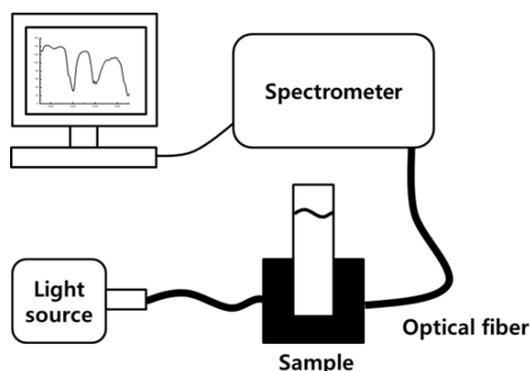 Spectrometer
Light
source
Optical fiber
Sample